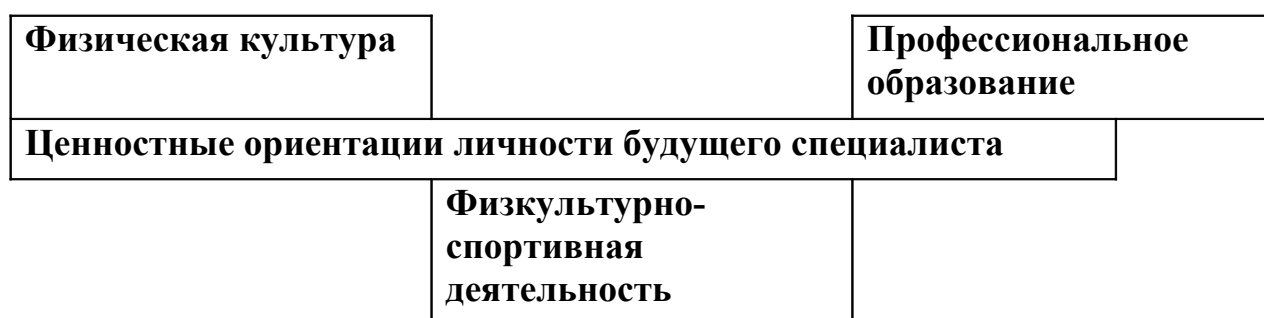 Физическая культура
Профессиональное
образование
Ценностные ориентации личности будущего специалиста
Физкультурно-
спортивная
деятельность